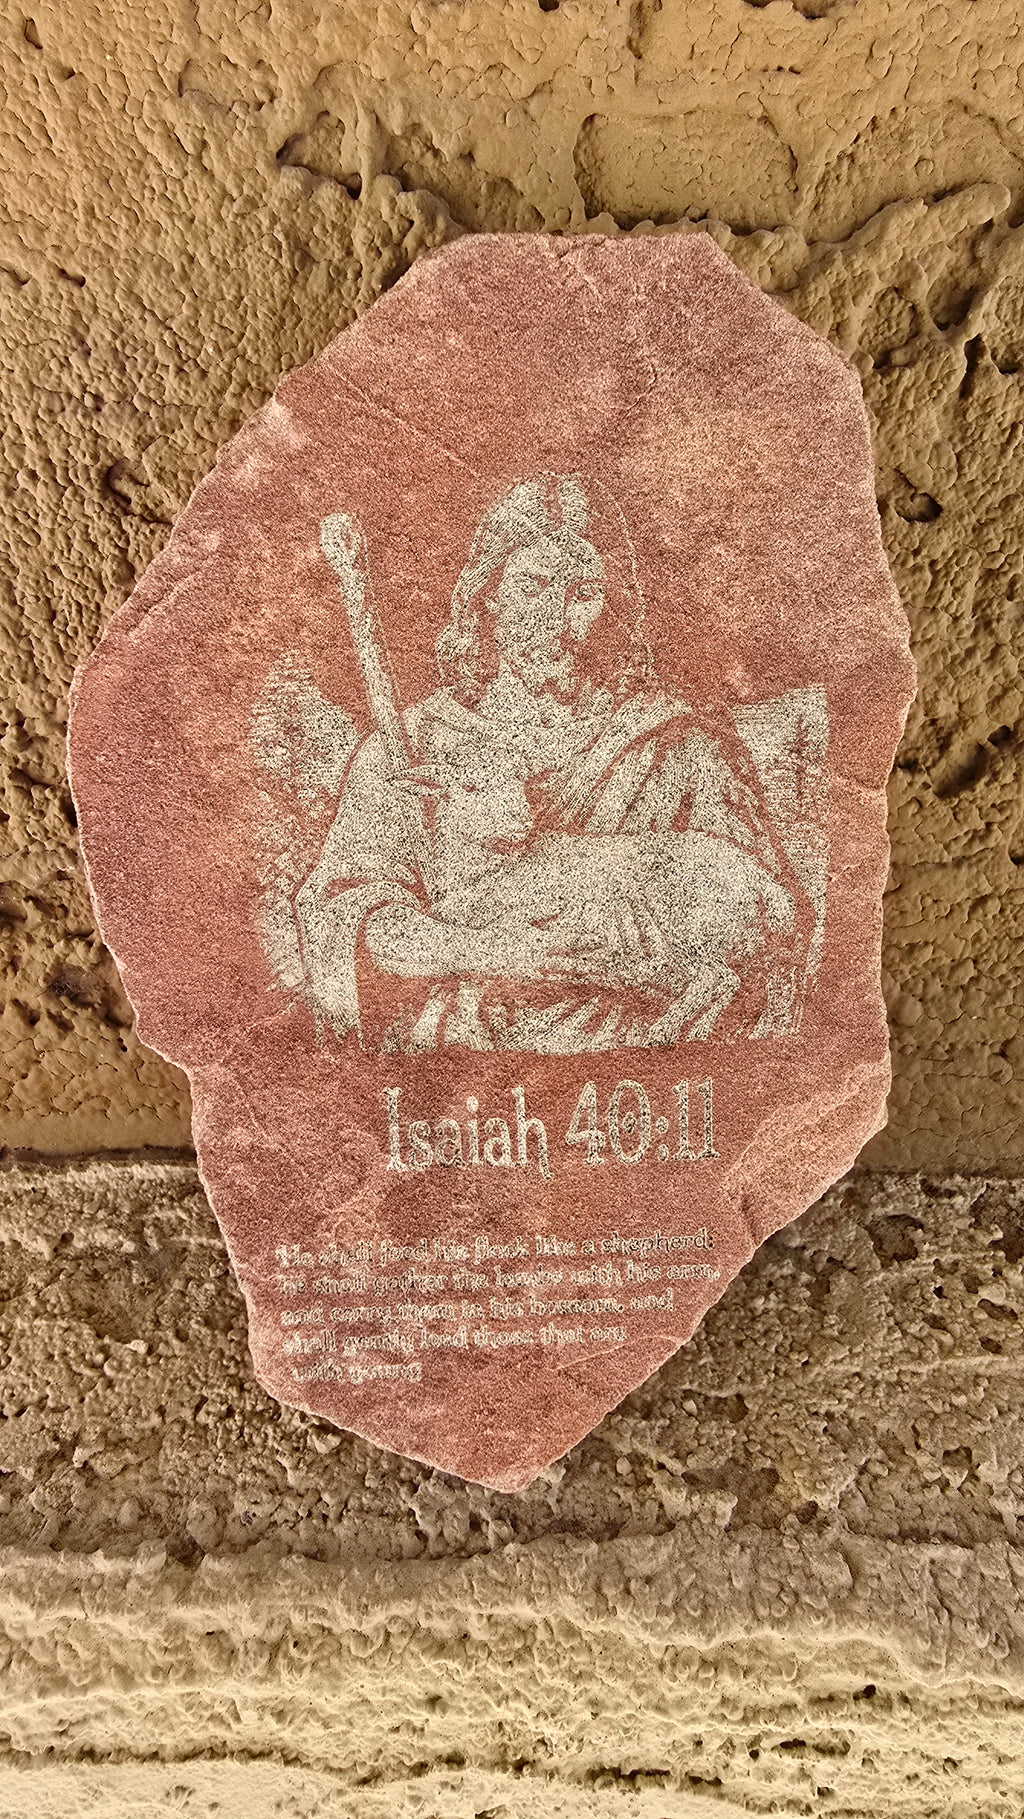 Isaiah 40:11
He shall feed his flock like a shepherd:
he shall gather the lambs with his arm,
and carry them in his bossom, and
shall gently lead those that are
with young